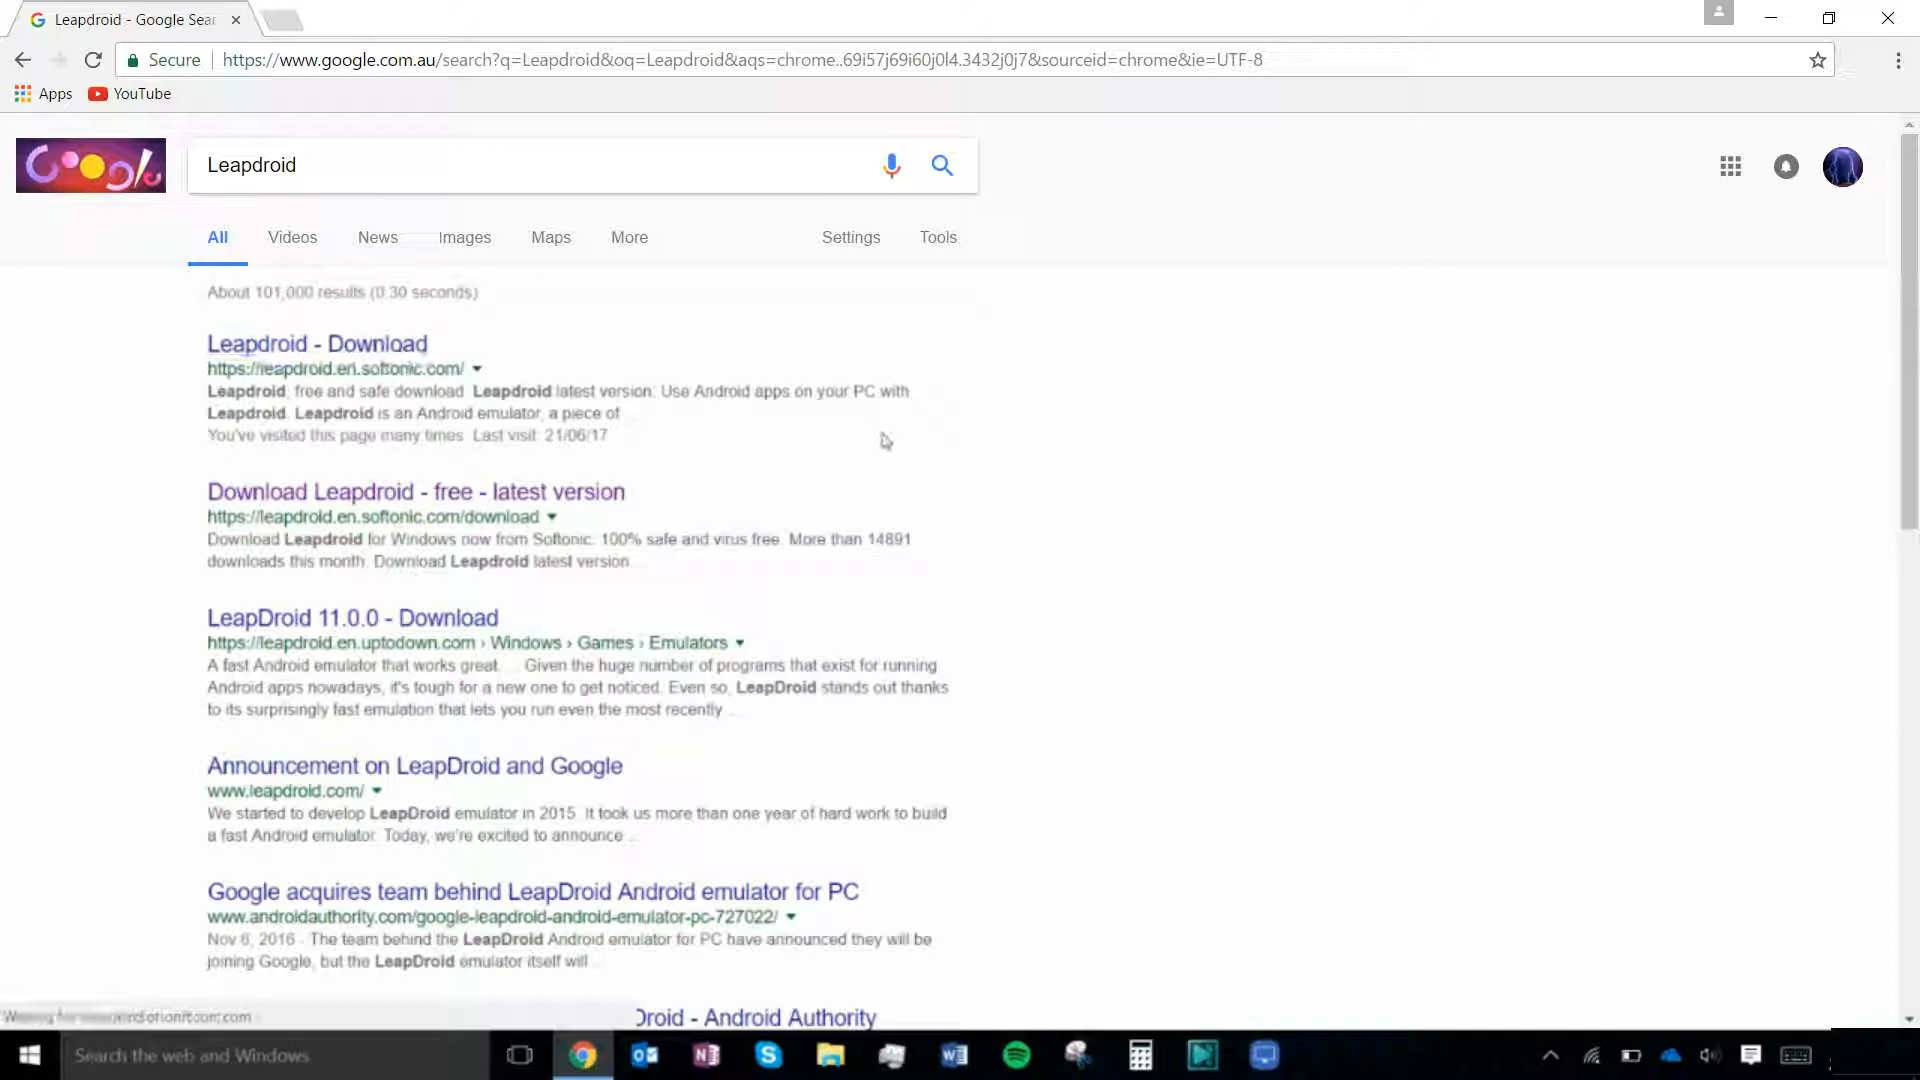 Leapdroid - Google Sear
Secure
https://www.google.com.au/search?q=Leapdroid&oq=Leapdroid&aqs=chrome..69i57j69i60j0l4.3432j0j7&sourceid=chrome&ie=UTF-8
Apps
YouTube
Google
Leapdroid
All
Videos
News
Images
Maps
More
Settings
Tools
About 101,000 results (0.30 seconds)
Leapdroid - Download
https://leapdroid.en.softonic.com/
Leapdroid, free and safe download. Leapdroid latest version: Use Android apps on your PC with
Leapdroid. Leapdroid is an Android emulator, a piece of
You've visited this page many times. Last visit: 21/06/17
Download Leapdroid - free - latest version
https://leapdroid.en.softonic.com/download
Download Leapdroid for Windows now from Softonic: 100% safe and virus free. More than 14891
downloads this month. Download Leapdroid latest version ...
LeapDroid 11.0.0 - Download
https://leapdroid.en.uptodown.com › Windows › Games › Emulators
A fast Android emulator that works great. ... Given the huge number of programs that exist for running
Android apps nowadays, it's tough for a new one to get noticed. Even so, LeapDroid stands out thanks
to its surprisingly fast emulation that lets you run even the most recently ...
Announcement on LeapDroid and Google
www.leapdroid.com/
We started to develop LeapDroid emulator in 2015. It took us more than one year of hard work to build
a fast Android emulator. Today, we're excited to announce ...
Google acquires team behind LeapDroid Android emulator for PC
www.androidauthority.com/google-leapdroid-android-emulator-pc-727022/
Nov 6, 2016 - The team behind the LeapDroid Android emulator for PC have announced they will be
joining Google, but the LeapDroid emulator itself will ...
Droid - Android Authority
Search the web and Windows